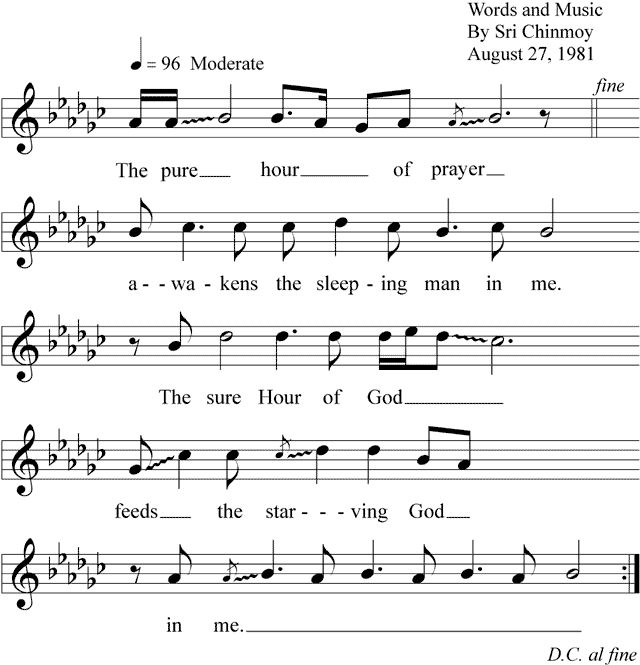 Words and Music
By Sri Chinmoy
August 27, 1981
♩ = 96 Moderate
fine
The pure hour of prayer
a - - wa - kens the sleep - ing man in me.
The sure Hour of God
feeds the star - - - ving God
in me.
D.C. al fine